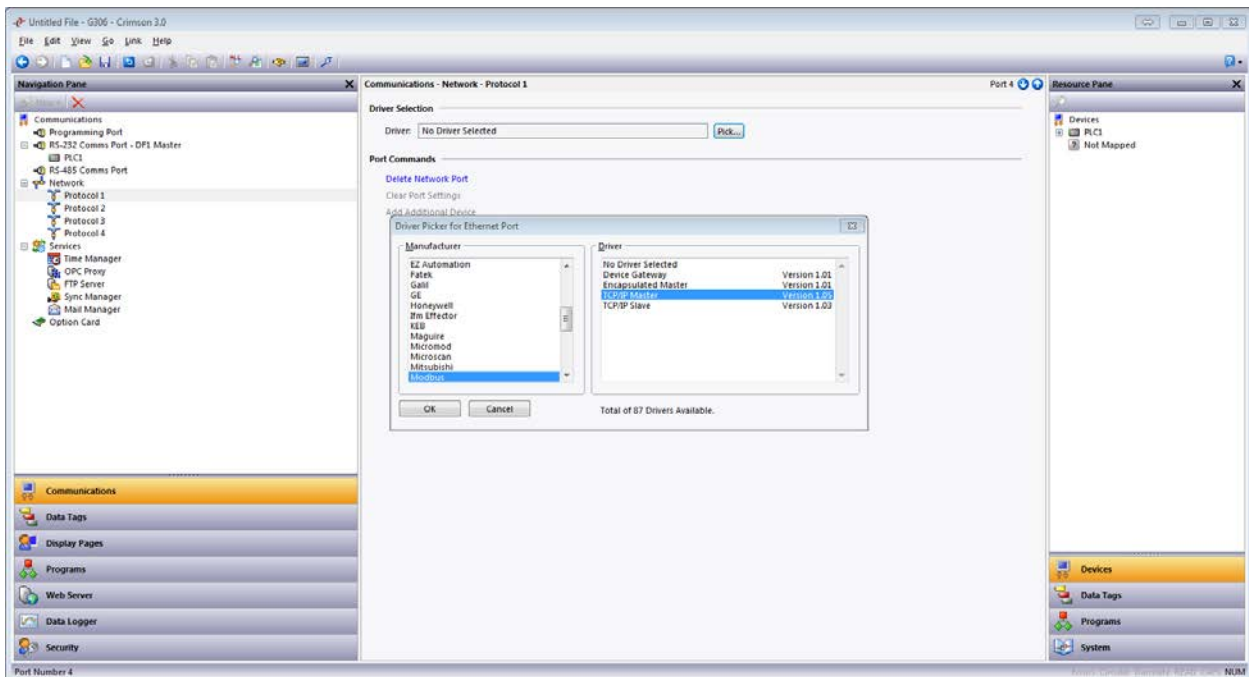 Untitled File - G306 - Crimson 3.0
File Edit View Go Link Help
Navigation Pane
Communications
Programming Port
RS-232 Comms Port - DF1 Master
PLC1
RS-485 Comms Port
Network
Protocol 1
Protocol 2
Protocol 3
Protocol 4
Services
Time Manager
OPC Proxy
FTP Server
Sync Manager
Mail Manager
Option Card
Communications
Data Tags
Display Pages
Programs
Web Server
Data Logger
Security
Communications - Network - Protocol 1 Port 4
Driver Selection
Driver: No Driver Selected Pick...
Port Commands
Delete Network Port
Clear Port Settings
Add Additional Device
Driver Picker for Ethernet Port
Manufacturer
EZ Automation
Fatek
Galil
GE
Honeywell
Ifm Effector
KEB
Maguire
Micromod
Microscan
Mitsubishi
Modbus
Driver
No Driver Selected
Device Gateway Version 1.01
Encapsulated Master Version 1.01
TCP/IP Master Version 1.05
TCP/IP Slave Version 1.03
OK Cancel Total of 87 Drivers Available.
Resource Pane
Devices
PLC1
Not Mapped
Devices
Data Tags
Programs
System
Port Number 4
NUM